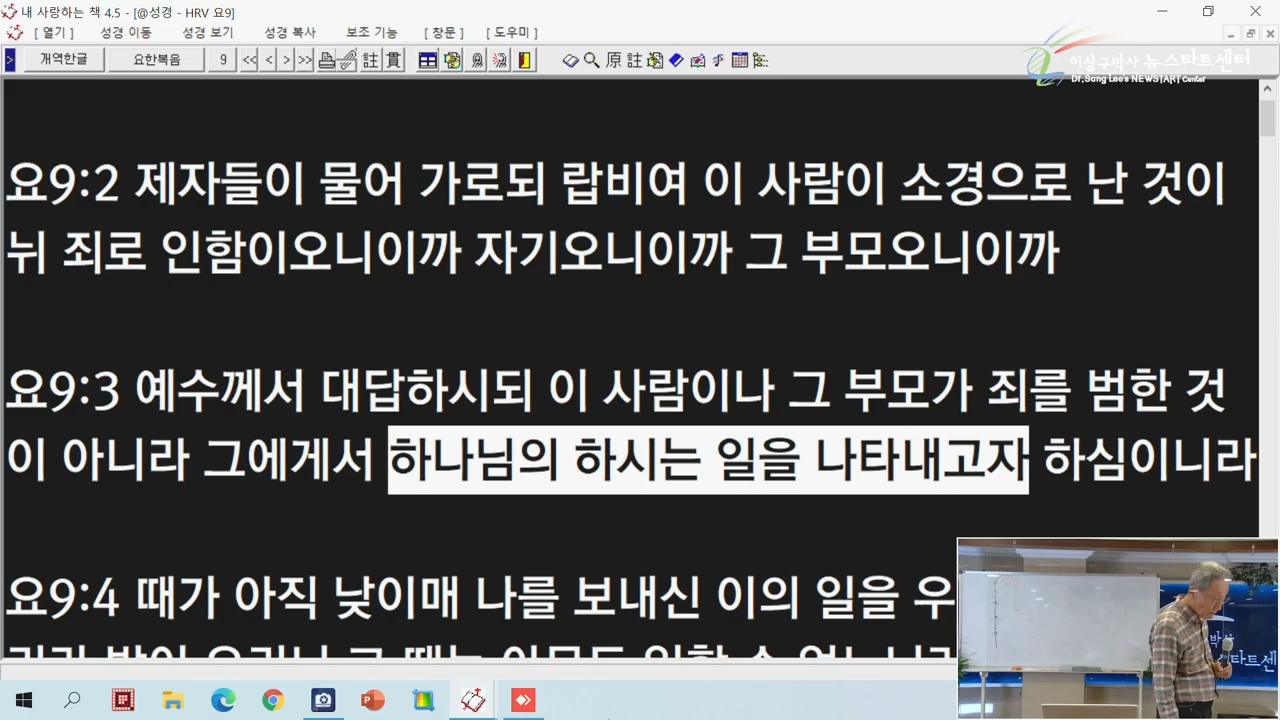 내 사랑하는 책 4.5 - [@성경 - HRV 요9]
[ 열기 ] 성경 이동 성경 보기 성경 복사 보조 기능 [ 창문 ] [ 도우미 ]
개역한글 요한복음 9 << < > >> 註 貫 原 註
이상구박사 뉴스타트센터
Dr.Sang Lee's NEWSTART Center
요9:2 제자들이 물어 가로되 랍비여 이 사람이 소경으로 난 것이
뉘 죄로 인함이오니이까 자기오니이까 그 부모오니이까
요9:3 예수께서 대답하시되 이 사람이나 그 부모가 죄를 범한 것
이 아니라 그에게서 하나님의 하시는 일을 나타내고자 하심이니라
요9:4 때가 아직 낮이매 나를 보내신 이의 일을 우